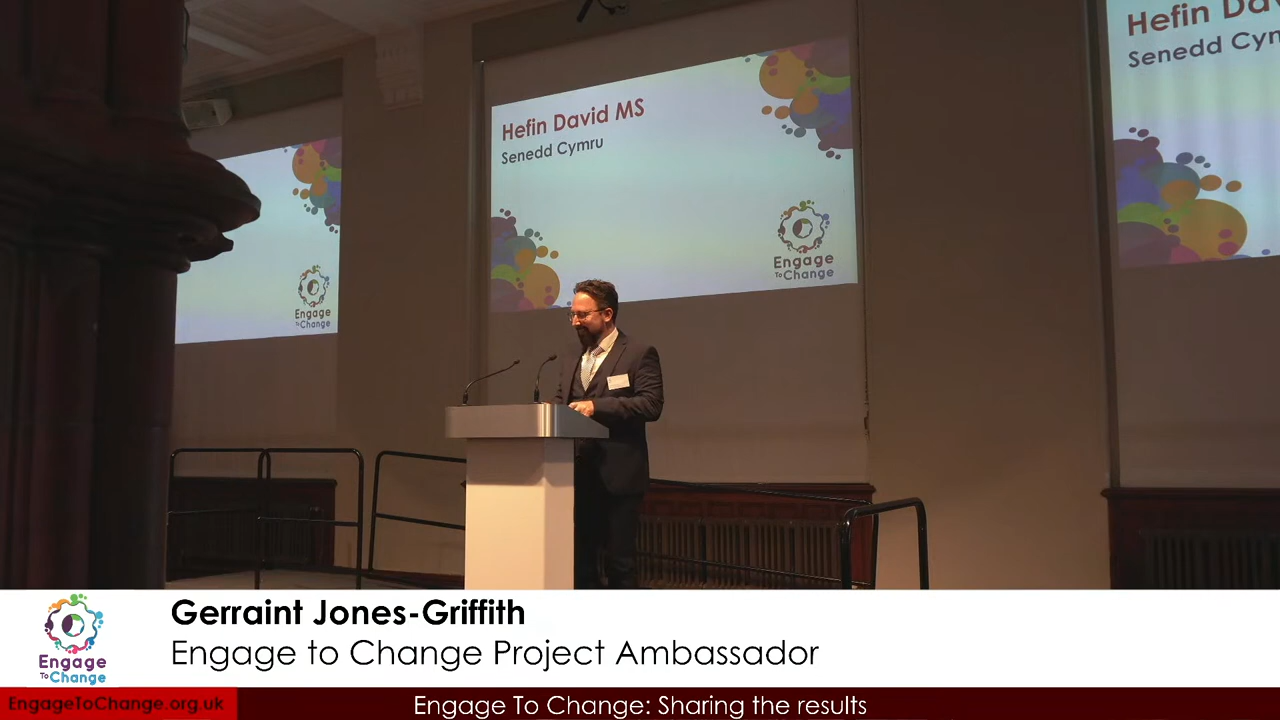 Hefin David MS
Senedd Cymru
Engage
To Change
Engage
To Change
Hefin Dav
Senedd Cym
Engage
To Change
Gerraint Jones-Griffith
Engage to Change Project Ambassador
EngageToChange.org.uk
Engage To Change: Sharing the results